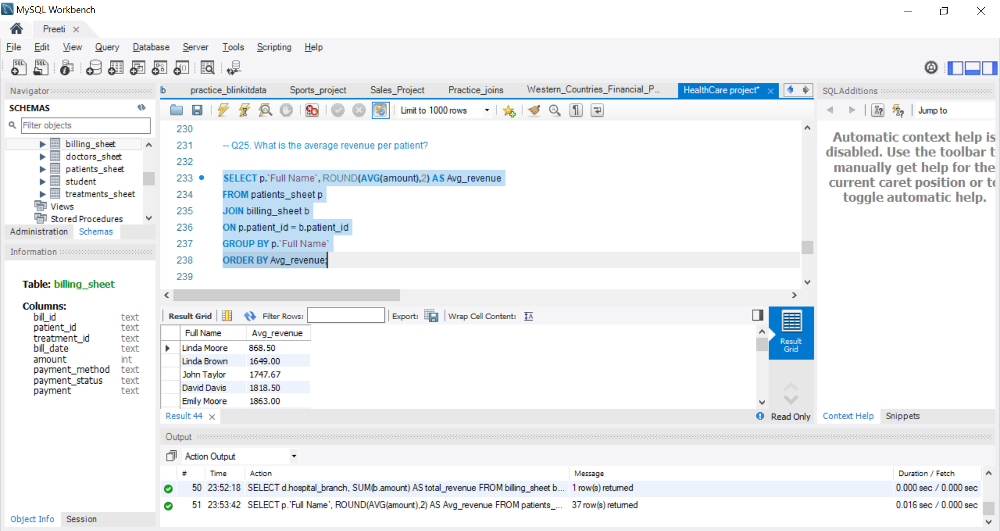 MySQL Workbench
Preeti
File Edit View Query Database Server Tools Scripting Help
Navigator
SCHEMAS
Filter objects
billing_sheet
doctors_sheet
patients_sheet
student
treatments_sheet
Views
Stored Procedures
Administration Schemas
Information
Table: billing_sheet
Columns:
bill_id text
patient_id text
treatment_id text
bill_date text
amount int
payment_method text
payment_status text
payment text
Object Info Session
lb practice_blinkitdata Sports_project Sales_Project Practice_joins Western_Countries_Financial_P... HealthCare project*
Limit to 1000 rows
230
231 -- Q25. What is the average revenue per patient?
232
233 SELECT p.`Full Name`, ROUND(AVG(amount),2) AS Avg_revenue
234 FROM patients_sheet p
235 JOIN billing_sheet b
236 ON p.patient_id = b.patient_id
237 GROUP BY p.`Full Name`
238 ORDER BY Avg_revenue;
239
Result Grid Filter Rows: Export: Wrap Cell Content:
Full Name Avg_revenue
Linda Moore 868.50
Linda Brown 1649.00
John Taylor 1747.67
David Davis 1818.50
Emily Moore 1863.00
Result Grid
Result 44
Read Only
SQLAdditions
Jump to
Automatic context help is
disabled. Use the toolbar t
manually get help for the
current caret position or to
toggle automatic help.
Context Help Snippets
Output
Action Output
# Time Action Message Duration / Fetch
50 23:52:18 SELECT d.hospital_branch, SUM(b.amount) AS total_revenue FROM billing_sheet b... 1 row(s) returned 0.000 sec / 0.000 sec
51 23:53:42 SELECT p.`Full Name`, ROUND(AVG(amount),2) AS Avg_revenue FROM patients_... 37 row(s) returned 0.016 sec / 0.000 sec